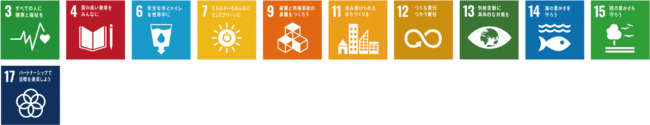 3 すべての人に
健康と福祉を
4 質の高い教育を
みんなに
6 安全な水とトイレ
を世界中に
7 エネルギーをみんなに
そしてクリーンに
9 産業と技術革新の
基盤をつくろう
11 住み続けられる
まちづくりを
12 つくる責任
つかう責任
13 気候変動に
具体的な対策を
14 海の豊かさを
守ろう
15 陸の豊かさも
守ろう
17 パートナーシップで
目標を達成しよう